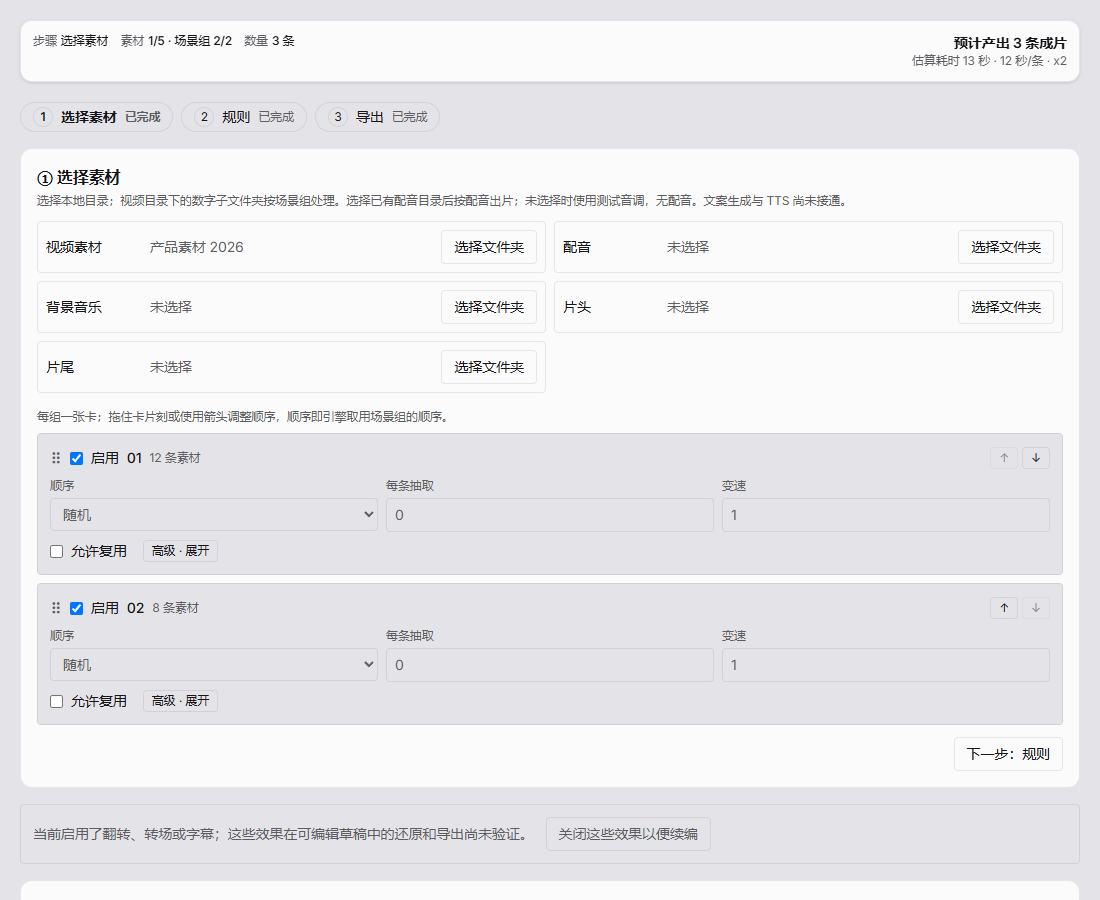 步骤 选择素材 素材 1/5 · 场景组 2/2 数量 3 条
预计产出 3 条成片
估算耗时 13 秒 · 12 秒/条 · x2
1 选择素材 已完成 2 规则 已完成 3 导出 已完成
① 选择素材
选择本地目录；视频目录下的数字子文件夹按场景组处理。选择已有配音目录后按配音出片；未选择时使用测试音调，无配音。文案生成与 TTS 尚未接通。
视频素材 产品素材 2026 选择文件夹 配音 未选择 选择文件夹
背景音乐 未选择 选择文件夹 片头 未选择 选择文件夹
片尾 未选择 选择文件夹
每组一张卡；拖住卡片刻或使用箭头调整顺序，顺序即引擎取用场景组的顺序。
启用 01 12 条素材 ↑ ↓
顺序 每条抽取 变速
随机 0 1
允许复用 高级 · 展开
启用 02 8 条素材 ↑ ↓
顺序 每条抽取 变速
随机 0 1
允许复用 高级 · 展开
下一步：规则
当前启用了翻转、转场或字幕；这些效果在可编辑草稿中的还原和导出尚未验证。 关闭这些效果以便续编